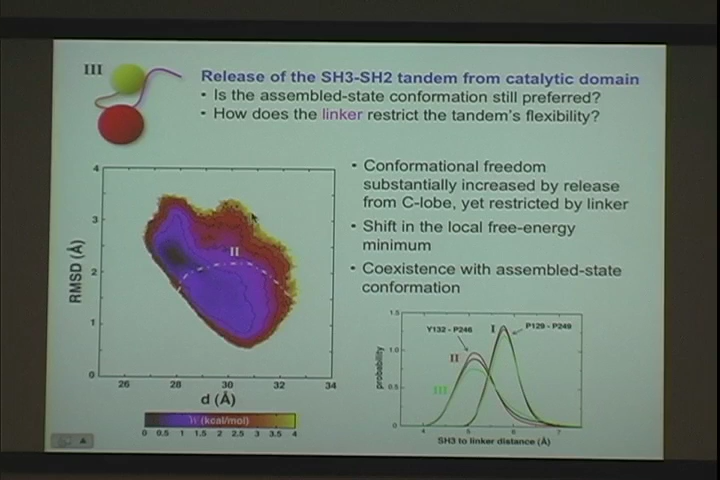 III
Release of the SH3-SH2 tandem from catalytic domain
• Is the assembled-state conformation still preferred?
• How does the linker restrict the tandem's flexibility?
• Conformational freedom
substantially increased by release
from C-lobe, yet restricted by linker
• Shift in the local free-energy
minimum
• Coexistence with assembled-state
conformation
4
3
2
1
0
RMSD (Å)
II
26 28 30 32 34
d (Å)
W (kcal/mol)
0 0.5 1 1.5 2 2.5 3 3.5 4
1.5
1.0
0.5
0
probability
Y132 - P246
I
P129 - P249
II
III
4 5 6 7
SH3 to linker distance (Å)